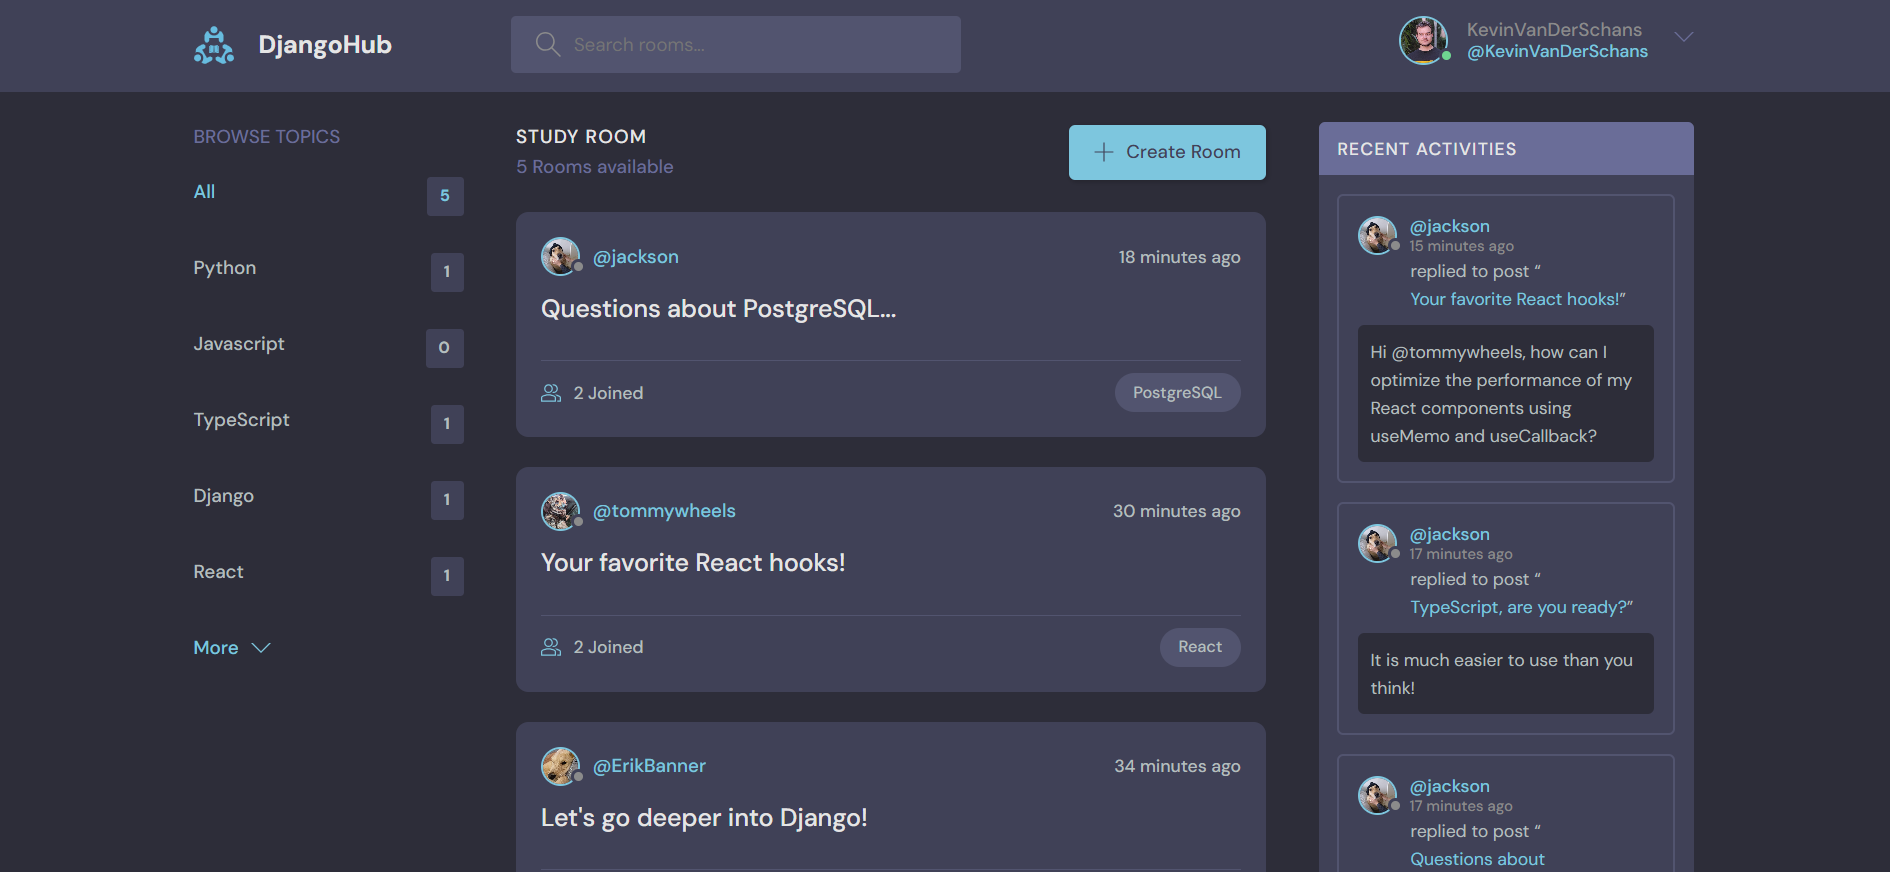 DjangoHub
Search rooms...
KevinVanDerSchans
@KevinVanDerSchans
BROWSE TOPICS
All 5
Python 1
Javascript 0
TypeScript 1
Django 1
React 1
More
STUDY ROOM
5 Rooms available
Create Room
@jackson 18 minutes ago
Questions about PostgreSQL...
2 Joined PostgreSQL
@tommywheels 30 minutes ago
Your favorite React hooks!
2 Joined React
@ErikBanner 34 minutes ago
Let's go deeper into Django!
RECENT ACTIVITIES
@jackson
15 minutes ago
replied to post “
Your favorite React hooks!”
Hi @tommywheels, how can I
optimize the performance of my
React components using
useMemo and useCallback?
@jackson
17 minutes ago
replied to post “
TypeScript, are you ready?”
It is much easier to use than you
think!
@jackson
17 minutes ago
replied to post “
Questions about